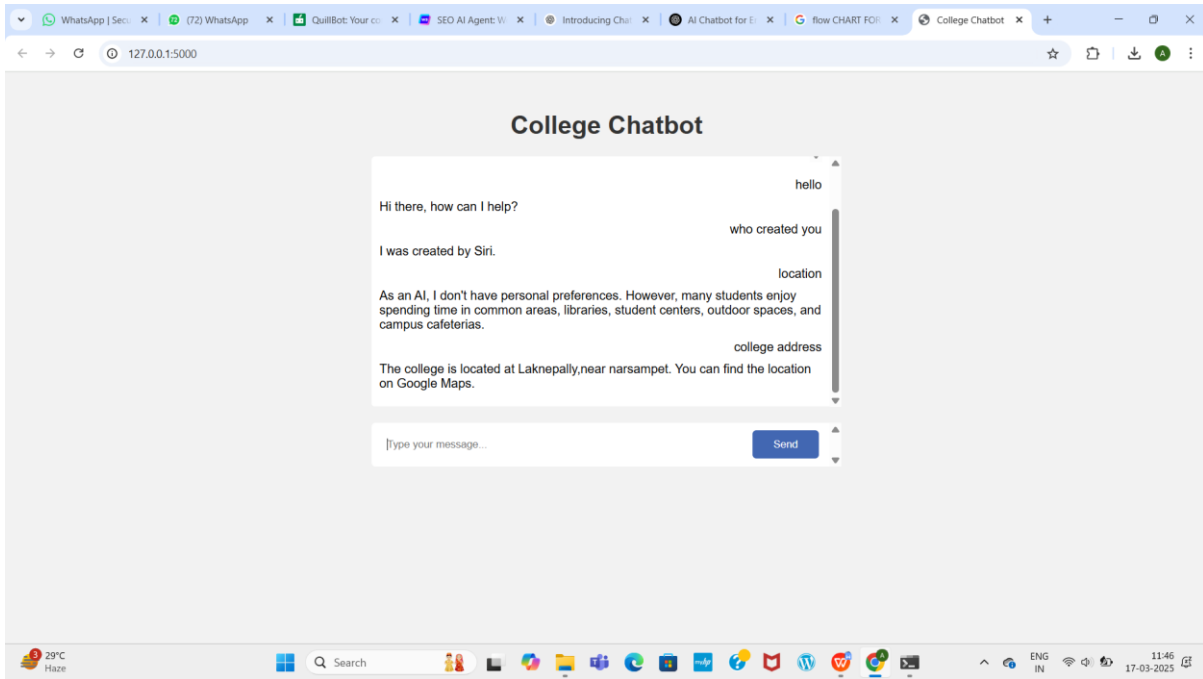 WhatsApp | Secu
(72) WhatsApp
QuillBot: Your co
SEO AI Agent: W
Introducing Chat
AI Chatbot for E
flow CHART FOR
College Chatbot
127.0.0.1:5000
A
College Chatbot
hello
Hi there, how can I help?
who created you
I was created by Siri.
location
As an AI, I don't have personal preferences. However, many students enjoy
spending time in common areas, libraries, student centers, outdoor spaces, and
campus cafeterias.
college address
The college is located at Laknepally,near narsampet. You can find the location
on Google Maps.
Type your message...
Send
3
29°C
Haze
Search
ENG
IN
11:46
17-03-2025